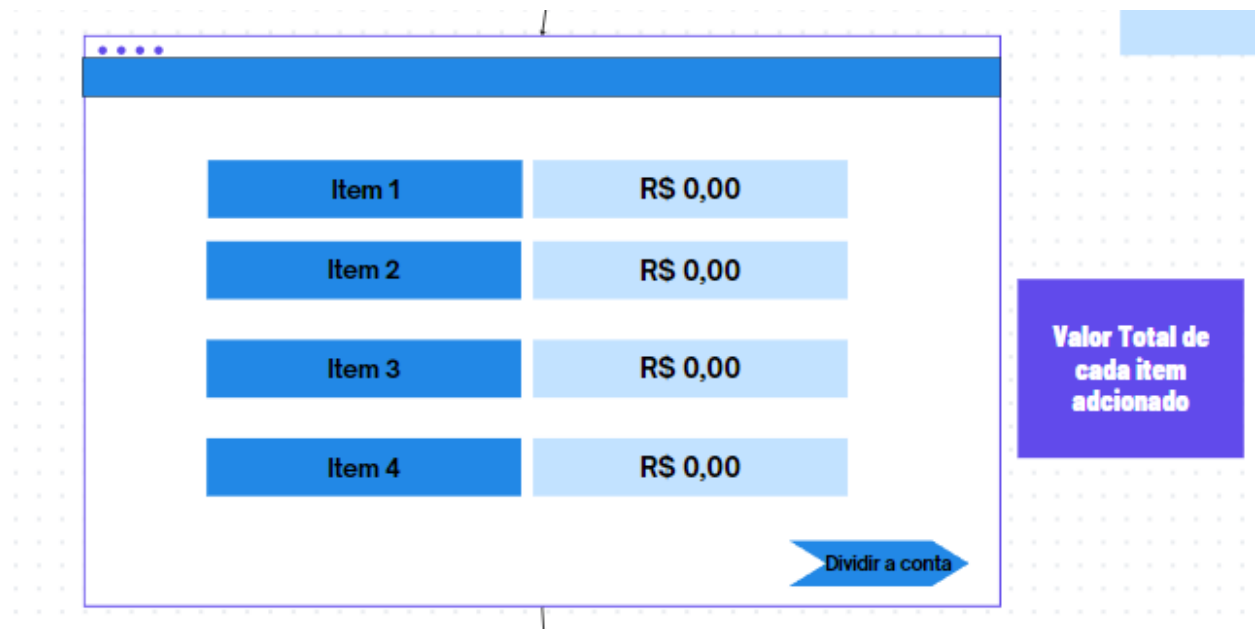 Item 1
R$ 0,00
Item 2
R$ 0,00
Item 3
R$ 0,00
Item 4
R$ 0,00
Dividir a conta
Valor Total de
cada item
adcionado